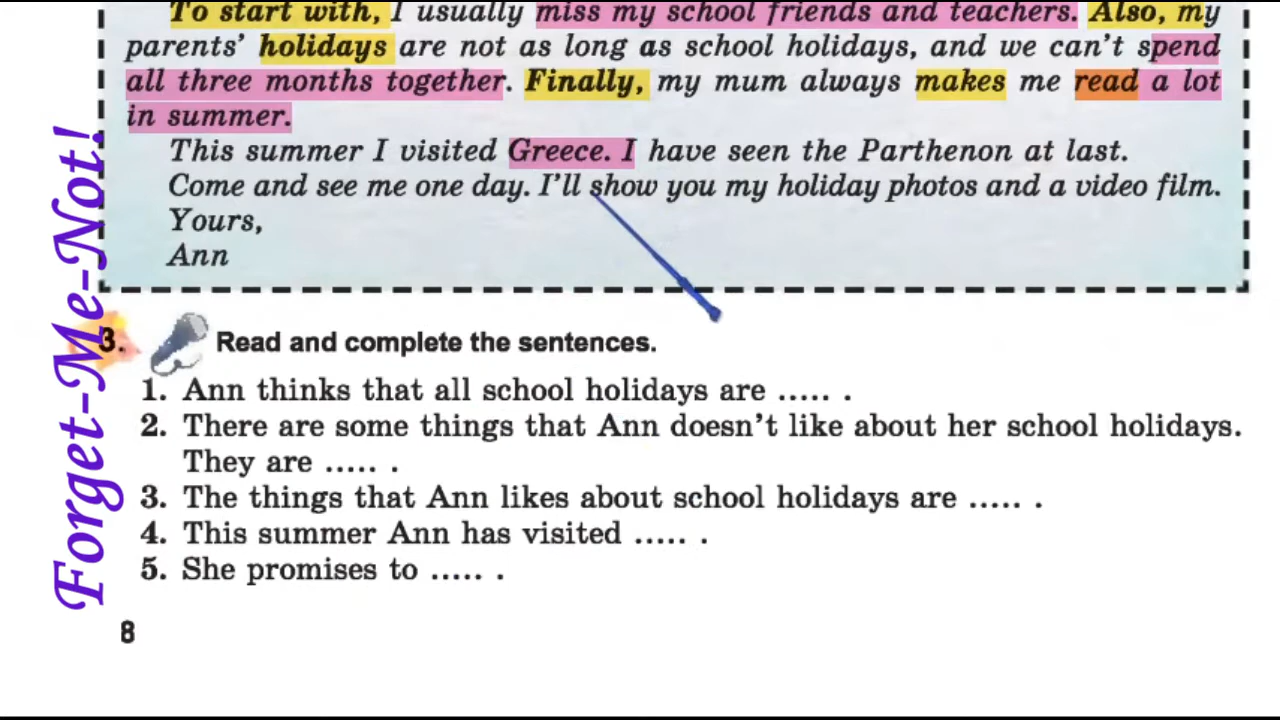 To start with, I usually miss my school friends and teachers. Also, my
parents' holidays are not as long as school holidays, and we can't spend
all three months together. Finally, my mum always makes me read a lot
in summer.
This summer I visited Greece. I have seen the Parthenon at last.
Come and see me one day. I'll show you my holiday photos and a video film.
Yours,
Ann
Forget-Me-Not!
3. Read and complete the sentences.
1. Ann thinks that all school holidays are ..... .
2. There are some things that Ann doesn't like about her school holidays.
They are ..... .
3. The things that Ann likes about school holidays are ..... .
4. This summer Ann has visited ..... .
5. She promises to ..... .
8